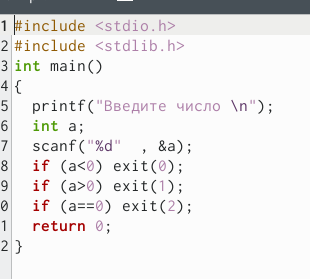 1 #include <stdio.h>
2 #include <stdlib.h>
3 int main()
4 {
5 printf("Введите число \n");
6 int a;
7 scanf("%d" , &a);
8 if (a<0) exit(0);
9 if (a>0) exit(1);
0 if (a==0) exit(2);
1 return 0;
2 }